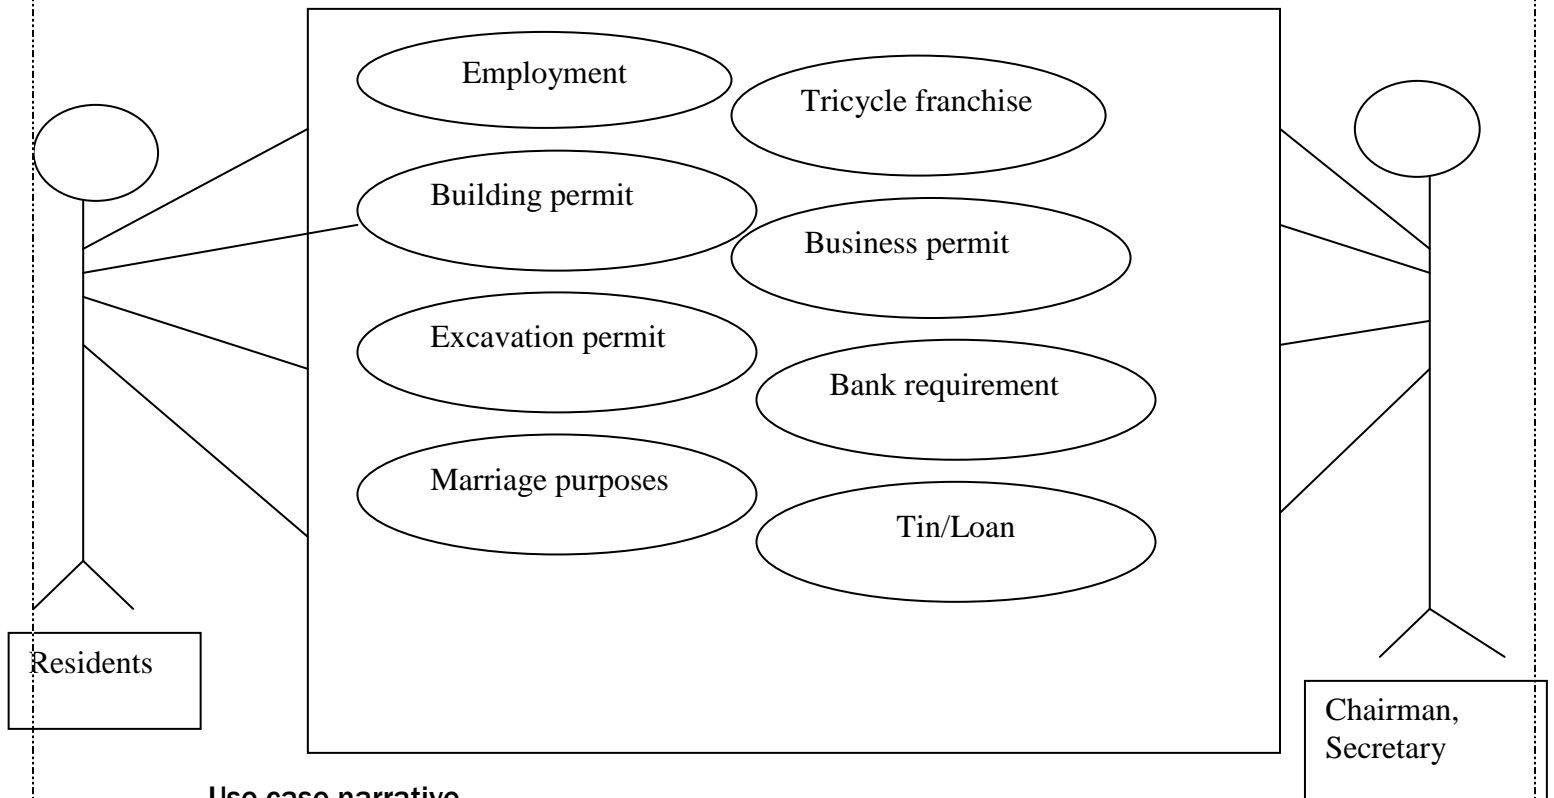 Employment
Tricycle franchise
Building permit
Business permit
Excavation permit
Bank requirement
Marriage purposes
Tin/Loan
Residents
Chairman,
Secretary
Use case narrative